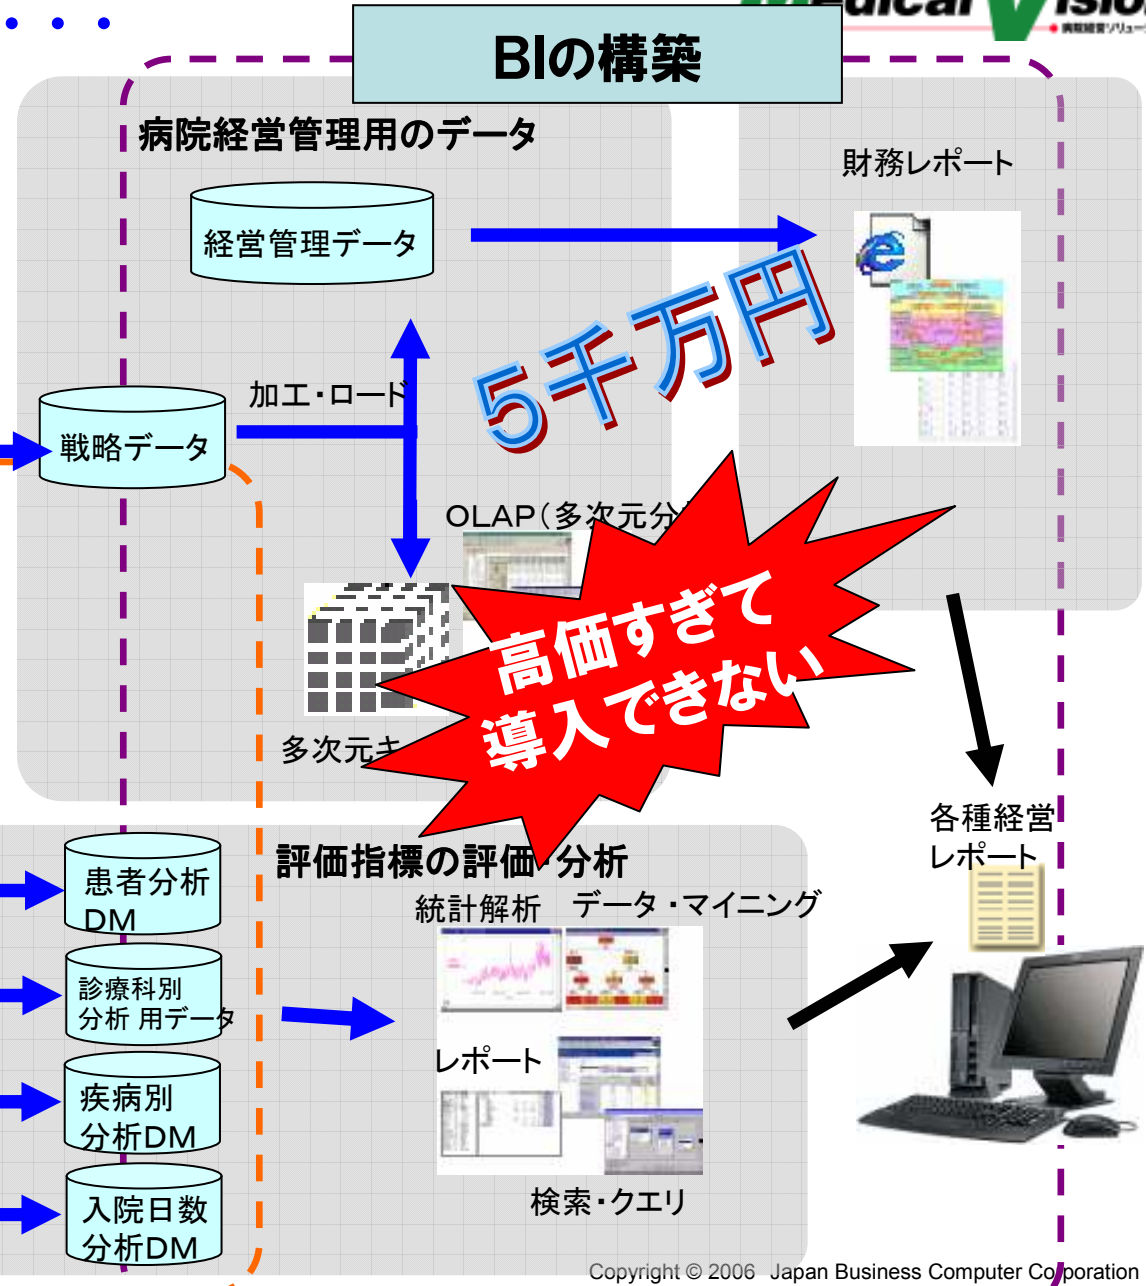 Medical Vision
BIの構築
病院経営管理用のデータ
財務レポート
経営管理データ
5千万円
加工・ロード
戦略データ
OLAP(多次元分
高価すぎて
導入できない
多次元キ
各種経営
レポート
評価指標の評価・分析
患者分析
DM
統計解析
データ・マイニング
診療科別
分析 用データ
レポート
疾病別
分析DM
入院日数
分析DM
検索・クエリ
Copyright © 2006 Japan Business Computer Corporation